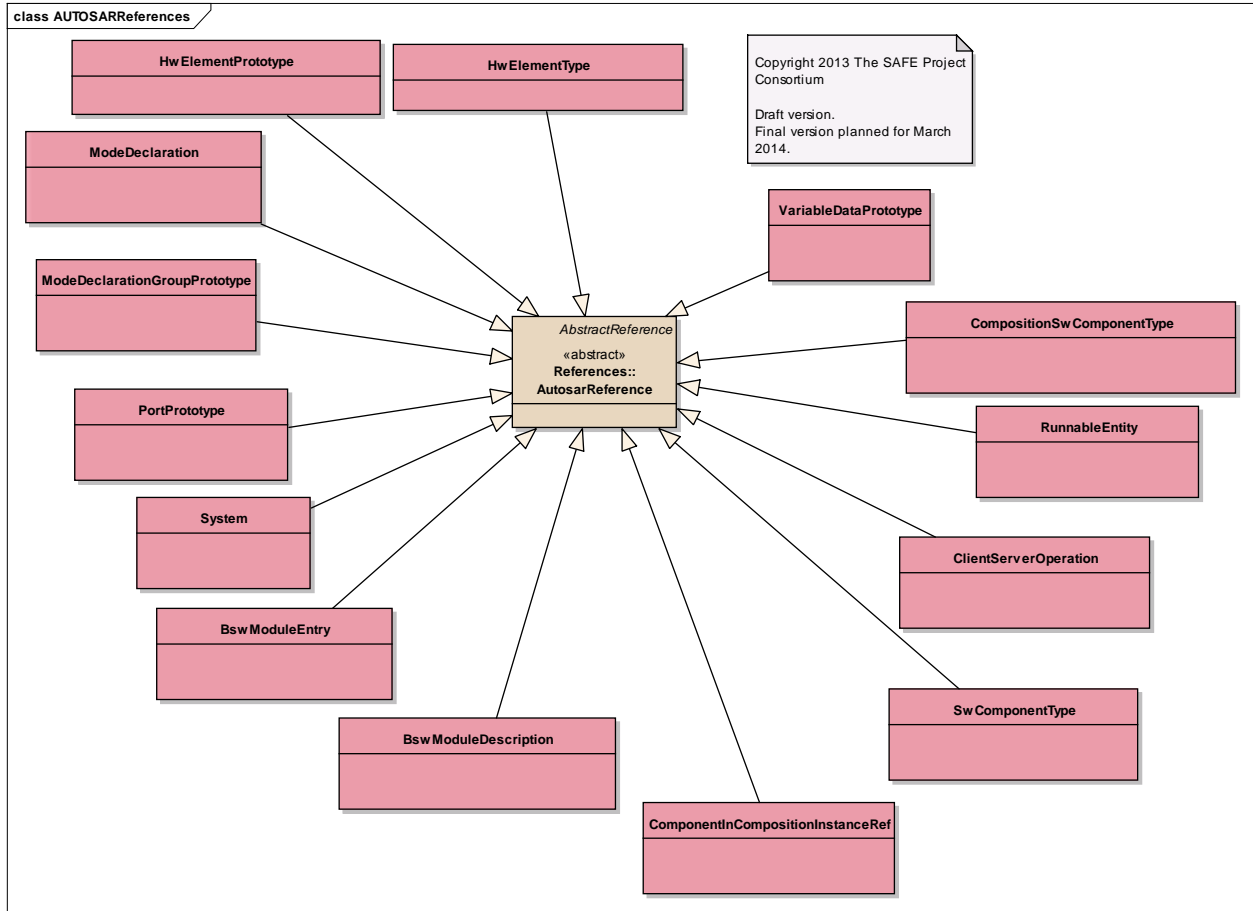 class AUTOSARReferences
HwElementPrototype
HwElementType
Copyright 2013 The SAFE Project
Consortium
Draft version.
Final version planned for March
2014.
ModeDeclaration
VariableDataPrototype
ModeDeclarationGroupPrototype
CompositionSwComponentType
AbstractReference
«abstract»
References::
AutosarReference
PortPrototype
RunnableEntity
System
ClientServerOperation
BswModuleEntry
SwComponentType
BswModuleDescription
ComponentInCompositionInstanceRef